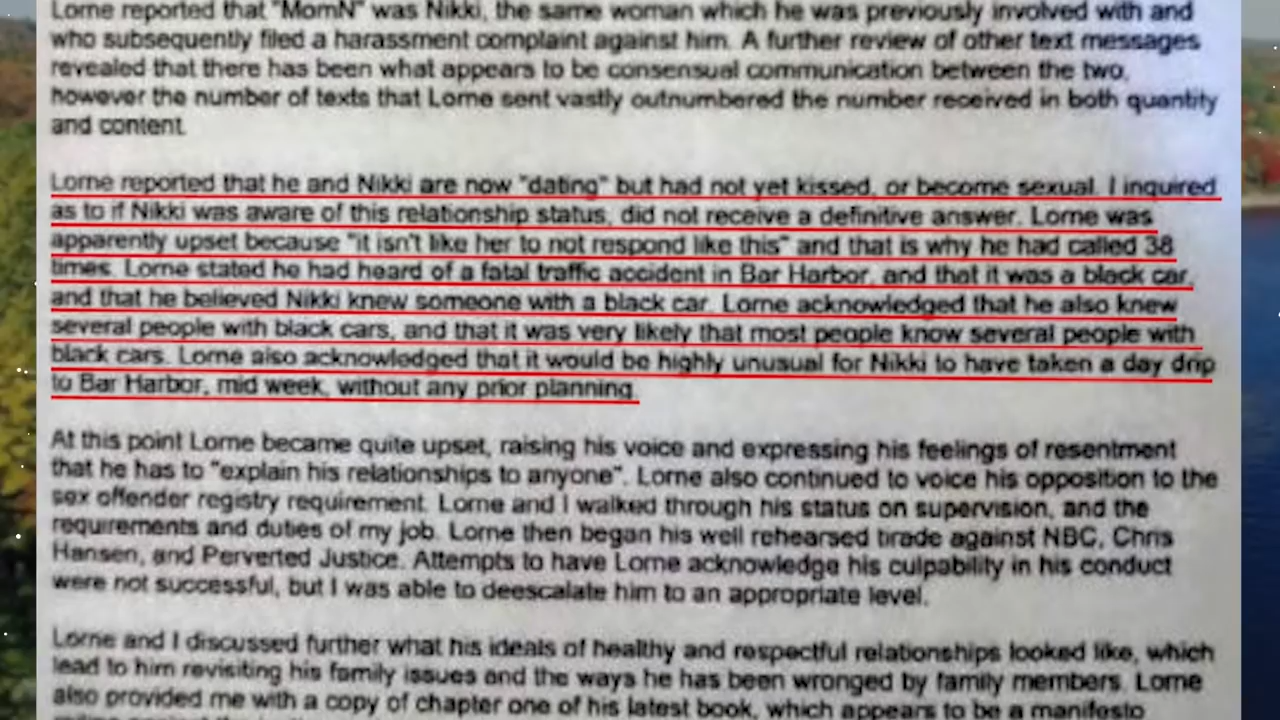 Lorne reported that "MomN" was Nikki, the same woman which he was previously involved with and
who subsequently filed a harassment complaint against him. A further review of other text messages
revealed that there has been what appears to be consensual communication between the two,
however the number of texts that Lorne sent vastly outnumbered the number received in both quantity
and content.
Lorne reported that he and Nikki are now "dating" but had not yet kissed, or become sexual. I inquired
as to if Nikki was aware of this relationship status, did not receive a definitive answer. Lorne was
apparently upset because "it isn't like her to not respond like this" and that is why he had called 38
times. Lorne stated he had heard of a fatal traffic accident in Bar Harbor, and that it was a black car,
and that he believed Nikki knew someone with a black car. Lorne acknowledged that he also knew
several people with black cars, and that it was very likely that most people know several people with
black cars. Lorne also acknowledged that it would be highly unusual for Nikki to have taken a day drip
to Bar Harbor, mid week, without any prior planning.
At this point Lorne became quite upset, raising his voice and expressing his feelings of resentment
that he has to "explain his relationships to anyone". Lorne also continued to voice his opposition to the
sex offender registry requirement. Lorne and I walked through his status on supervision, and the
requirements and duties of my job. Lorne then began his well rehearsed tirade against NBC, Chris
Hansen, and Perverted Justice. Attempts to have Lorne acknowledge his culpability in his conduct
were not successful, but I was able to deescalate him to an appropriate level.
Lorne and I discussed further what his ideals of healthy and respectful relationships looked like, which
lead to him revisiting his family issues and the ways he has been wronged by family members. Lorne
also provided me with a copy of chapter one of his latest book, which appears to be a manifesto